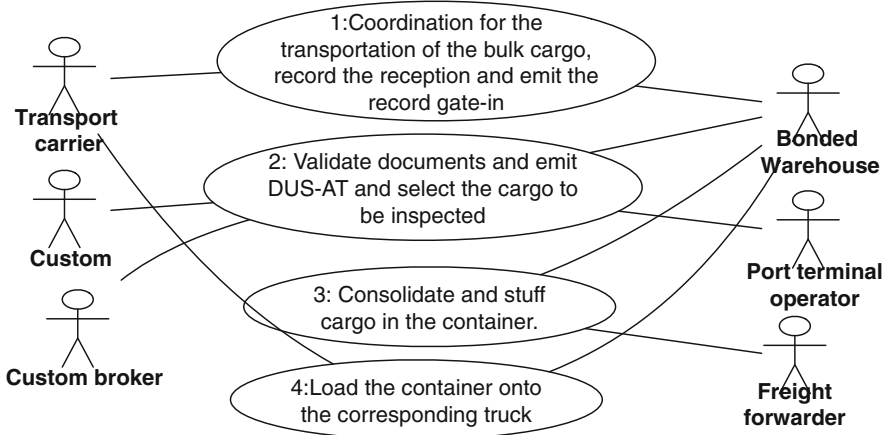 1:Coordination for the
transportation of the bulk cargo,
record the reception and emit the
record gate-in
Transport
carrier
Bonded
Warehouse
2: Validate documents and emit
DUS-AT and select the cargo to
be inspected
Custom
Port terminal
operator
3: Consolidate and stuff
cargo in the container.
Custom broker
4:Load the container onto
the corresponding truck
Freight
forwarder